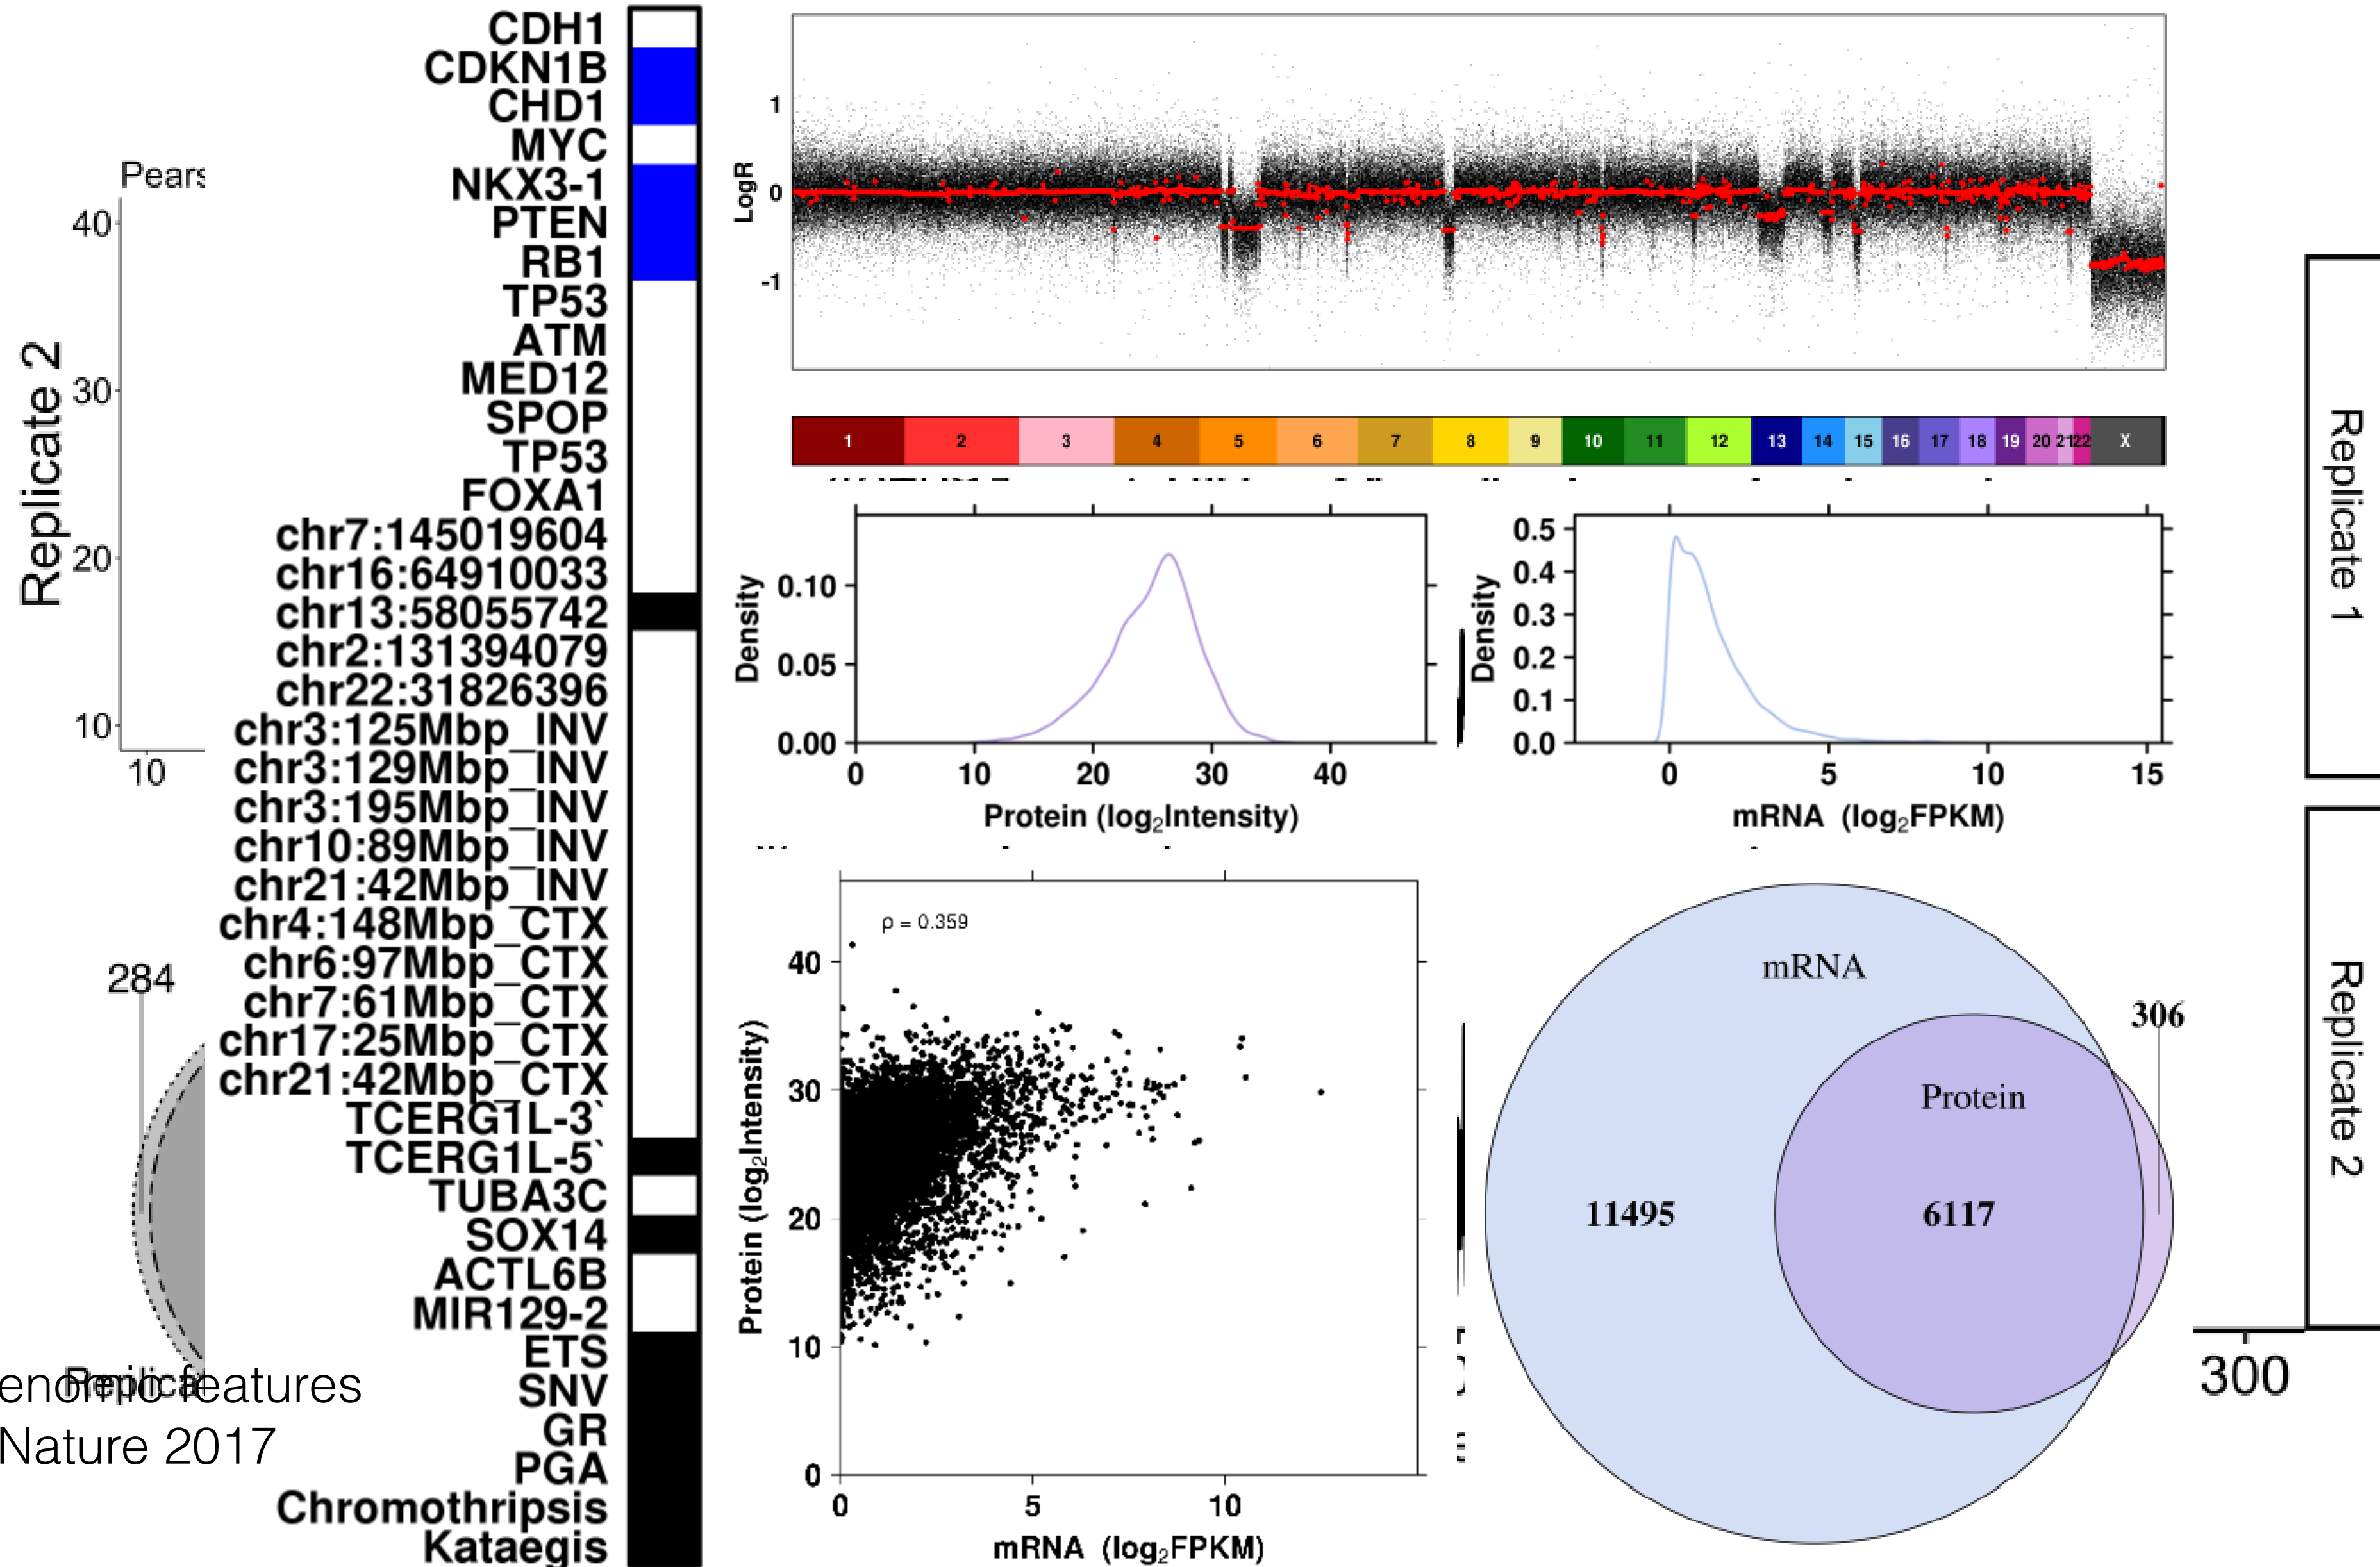 Pears
40
30
20
10
10
Replicate 2
284
enomic features
Nature 2017
CDH1
CDKN1B
CHD1
MYC
NKX3-1
PTEN
RB1
TP53
ATM
MED12
SPOP
TP53
FOXA1
chr7:145019604
chr16:64910033
chr13:58055742
chr2:131394079
chr22:31826396
chr3:125Mbp_INV
chr3:129Mbp_INV
chr3:195Mbp_INV
chr10:89Mbp_INV
chr21:42Mbp_INV
chr4:148Mbp_CTX
chr6:97Mbp_CTX
chr7:61Mbp_CTX
chr17:25Mbp_CTX
chr21:42Mbp_CTX
TCERG1L-3`
TCERG1L-5`
TUBA3C
SOX14
ACTL6B
MIR129-2
ETS
SNV
GR
PGA
Chromothripsis
Kataegis
LogR
1
0
-1
1 2 3 4 5 6 7 8 9 10 11 12 13 14 15 16 17 18 19 20 21 22 X
Density
0.10
0.05
0.00
0 10 20 30 40
Protein (log₂Intensity)
Density
0.5
0.4
0.3
0.2
0.1
0.0
0 5 10 15
mRNA (log₂FPKM)
ρ = 0.359
Protein (log₂Intensity)
40
30
20
10
0
0 5 10
mRNA (log₂FPKM)
mRNA
Protein
306
11495
6117
Replicate 1
Replicate 2
300